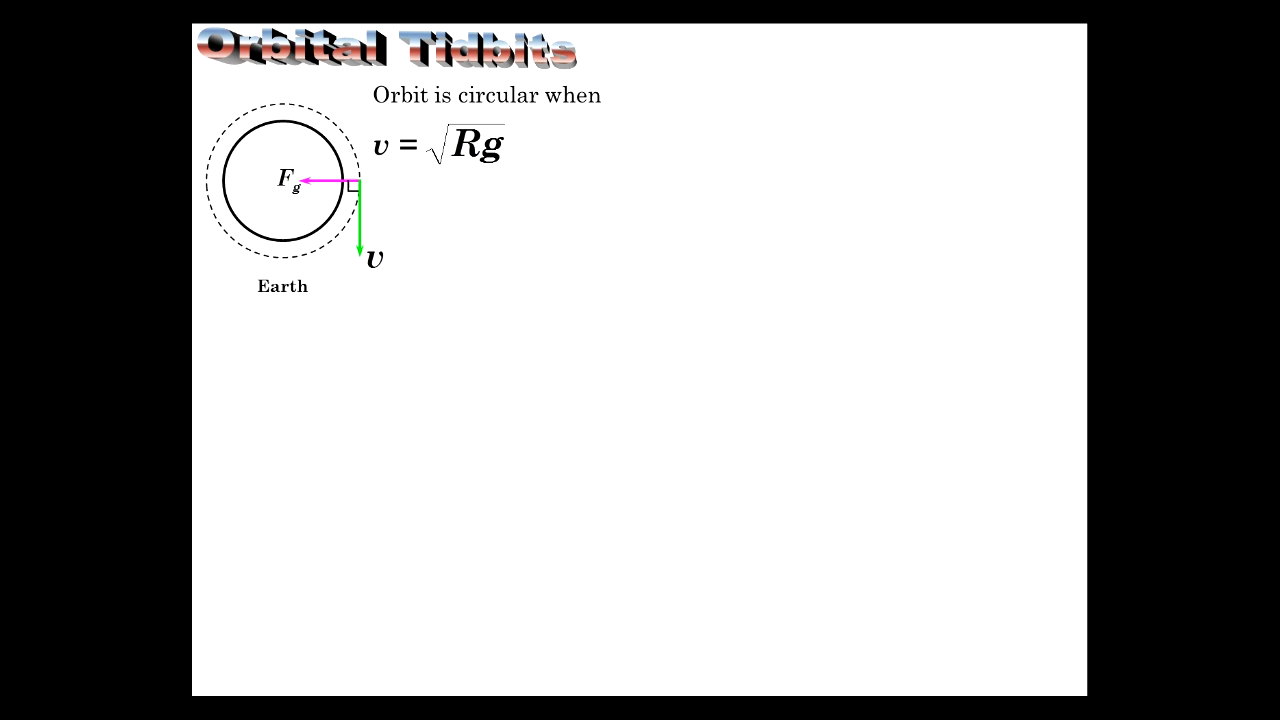 Orbital Tidbits
Orbit is circular when
v = √Rg
Fg
v
Earth